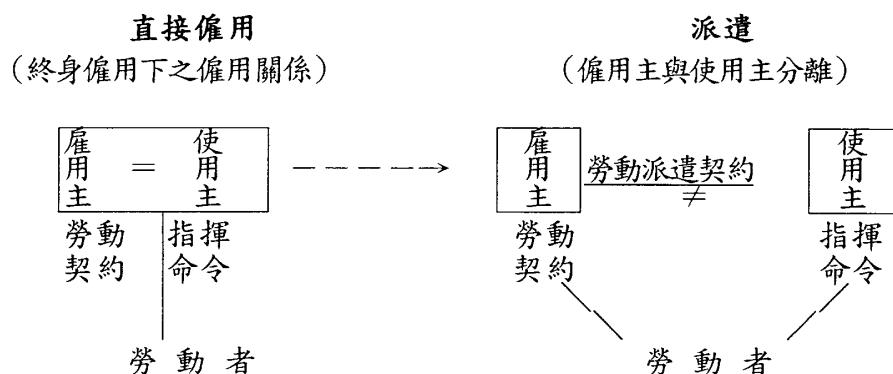 直接僱用
（終身僱用下之僱用關係）
雇用主 = 使用主
勞動契約
指揮命令
勞動者
派遣
（僱用主與使用主分離）
雇用主
勞動派遣契約
≠
使用主
勞動契約
指揮命令
勞動者